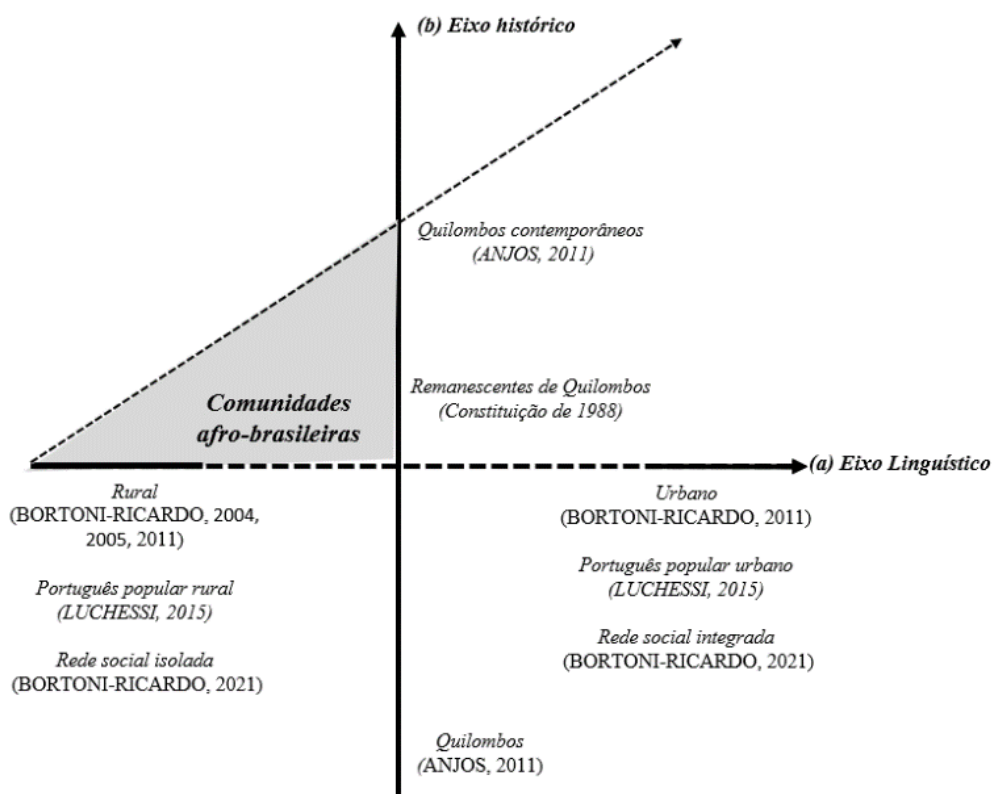 (b) Eixo histórico
Quilombos contemporâneos
(ANJOS, 2011)
Remanescentes de Quilombos
(Constituição de 1988)
Comunidades
afro-brasileiras
(a) Eixo Linguístico
Rural
(BORTONI-RICARDO, 2004,
2005, 2011)
Português popular rural
(LUCHESSI, 2015)
Rede social isolada
(BORTONI-RICARDO, 2021)
Urbano
(BORTONI-RICARDO, 2011)
Português popular urbano
(LUCHESSI, 2015)
Rede social integrada
(BORTONI-RICARDO, 2021)
Quilombos
(ANJOS, 2011)